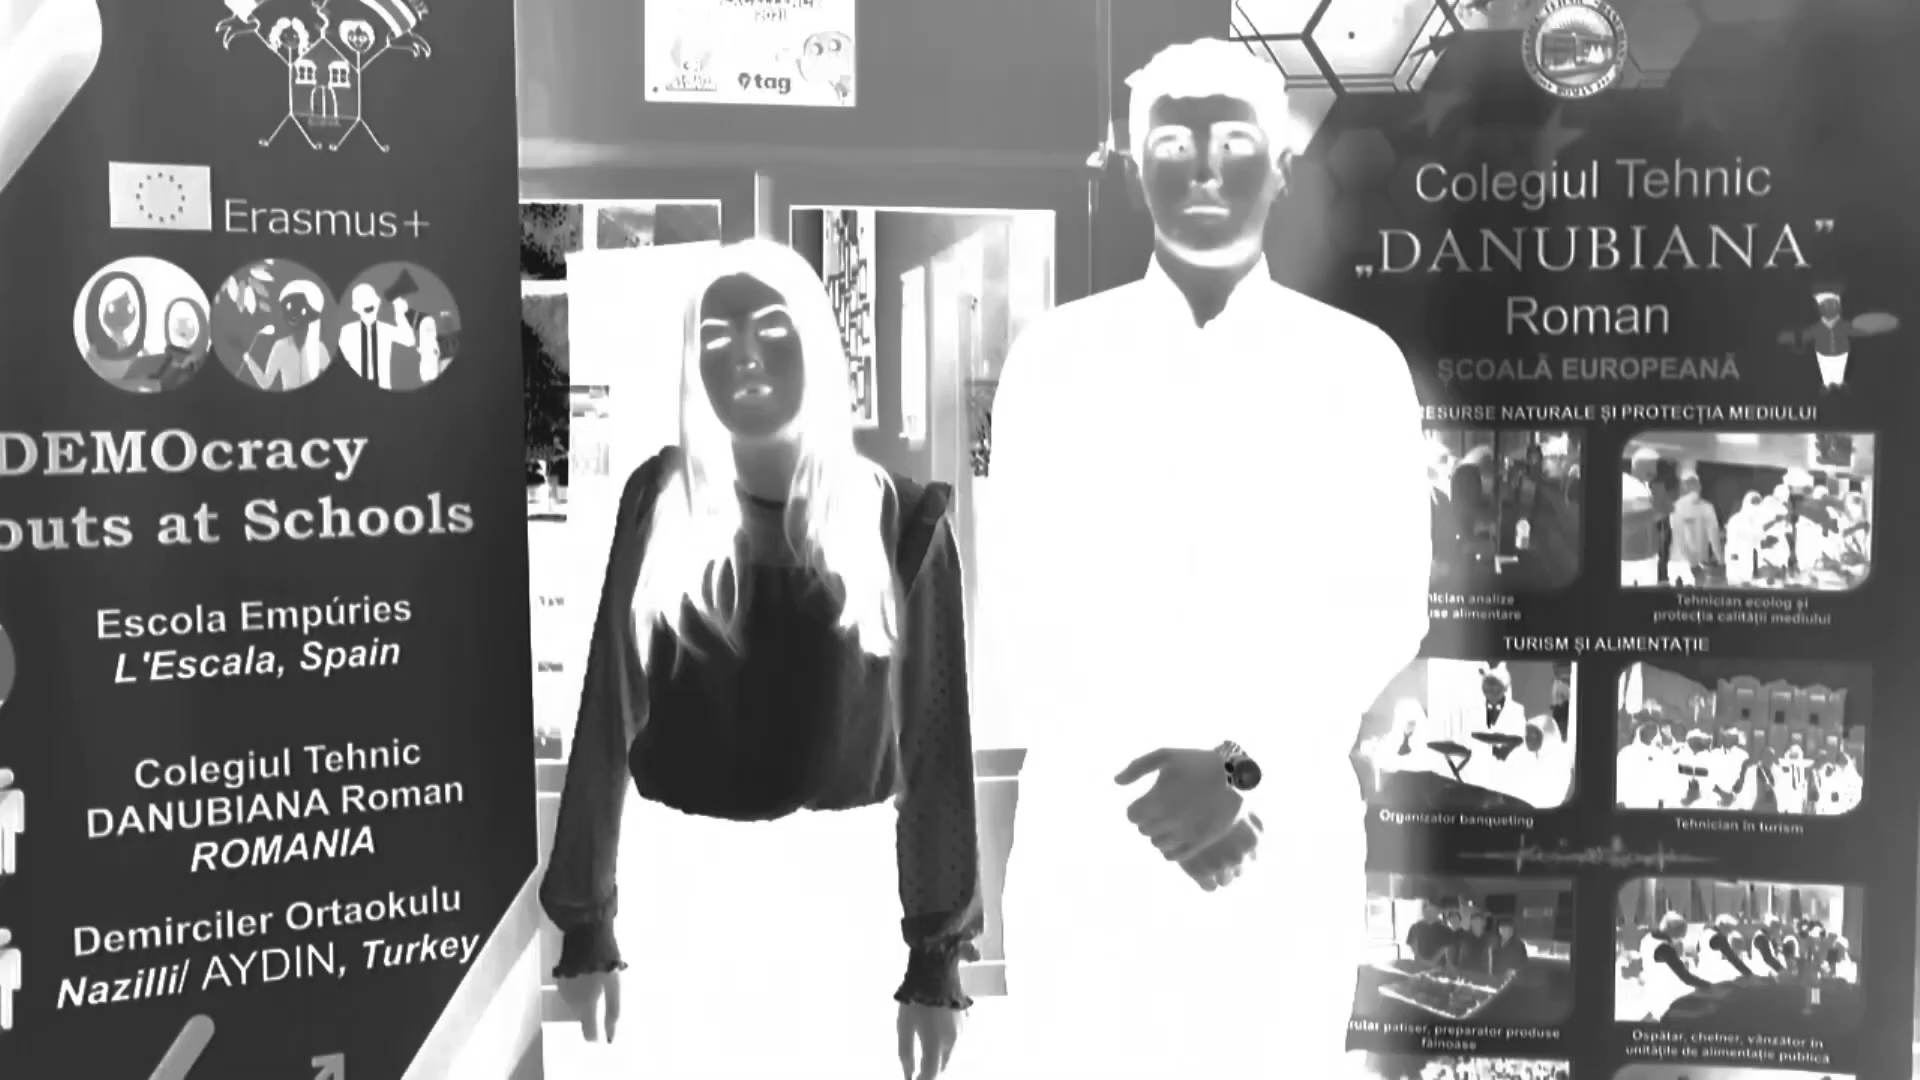 tag
Erasmus+
DEMOcracy
outs at Schools
Escola Empúries
L'Escala, Spain
Colegiul Tehnic
DANUBIANA Roman
ROMANIA
Demirciler Ortaokulu
Nazilli/ AYDIN, Turkey
Colegiul Tehnic
„DANUBIANA”
Roman
ȘCOALĂ EUROPEANĂ
RESURSE NATURALE ȘI PROTECȚIA MEDIULUI
analize
alimentare
Tehnician ecolog și
protecția calității mediului
TURISM ȘI ALIMENTAȚIE
Organizator banqueting
Tehnician în turism
patiser, preparator produse
făinoase
Ospătar, chelner, vânzător în
unitățile de alimentație publică